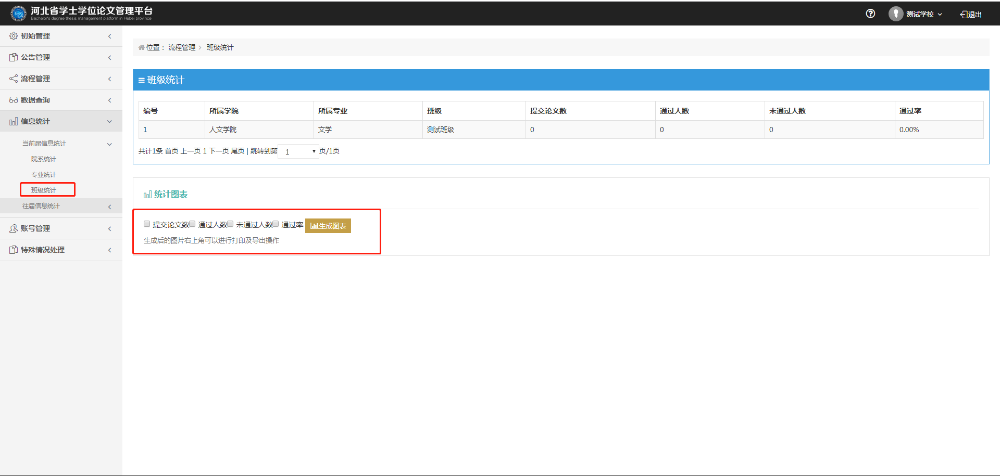 河北省学士学位论文管理平台
Bachelor's degree thesis management platform in Hebei province
测试学校
退出
初始管理
公告管理
流程管理
数据查询
信息统计
当前届信息统计
院系统计
专业统计
班级统计
往届信息统计
账号管理
特殊情况处理
位置： 流程管理 > 班级统计
班级统计
编号 所属学院 所属专业 班级 提交论文数 通过人数 未通过人数 通过率
1 人文学院 文学 测试班级 0 0 0 0.00%
共计1条 首页 上一页 1 下一页 尾页 | 跳转到第 1 页/1页
统计图表
提交论文数 通过人数 未通过人数 通过率 生成图表
生成后的图片右上角可以进行打印及导出操作